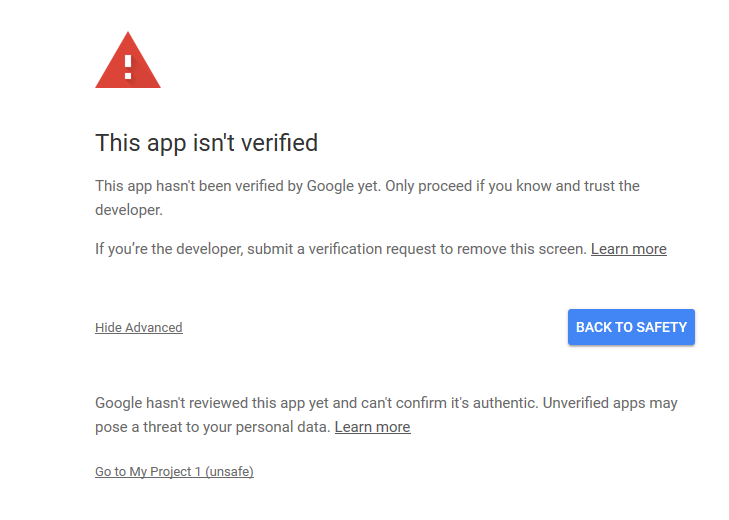 This app isn't verified
This app hasn't been verified by Google yet. Only proceed if you know and trust the
developer.
If you’re the developer, submit a verification request to remove this screen. Learn more
Hide Advanced
BACK TO SAFETY
Google hasn't reviewed this app yet and can't confirm it's authentic. Unverified apps may
pose a threat to your personal data. Learn more
Go to My Project 1 (unsafe)